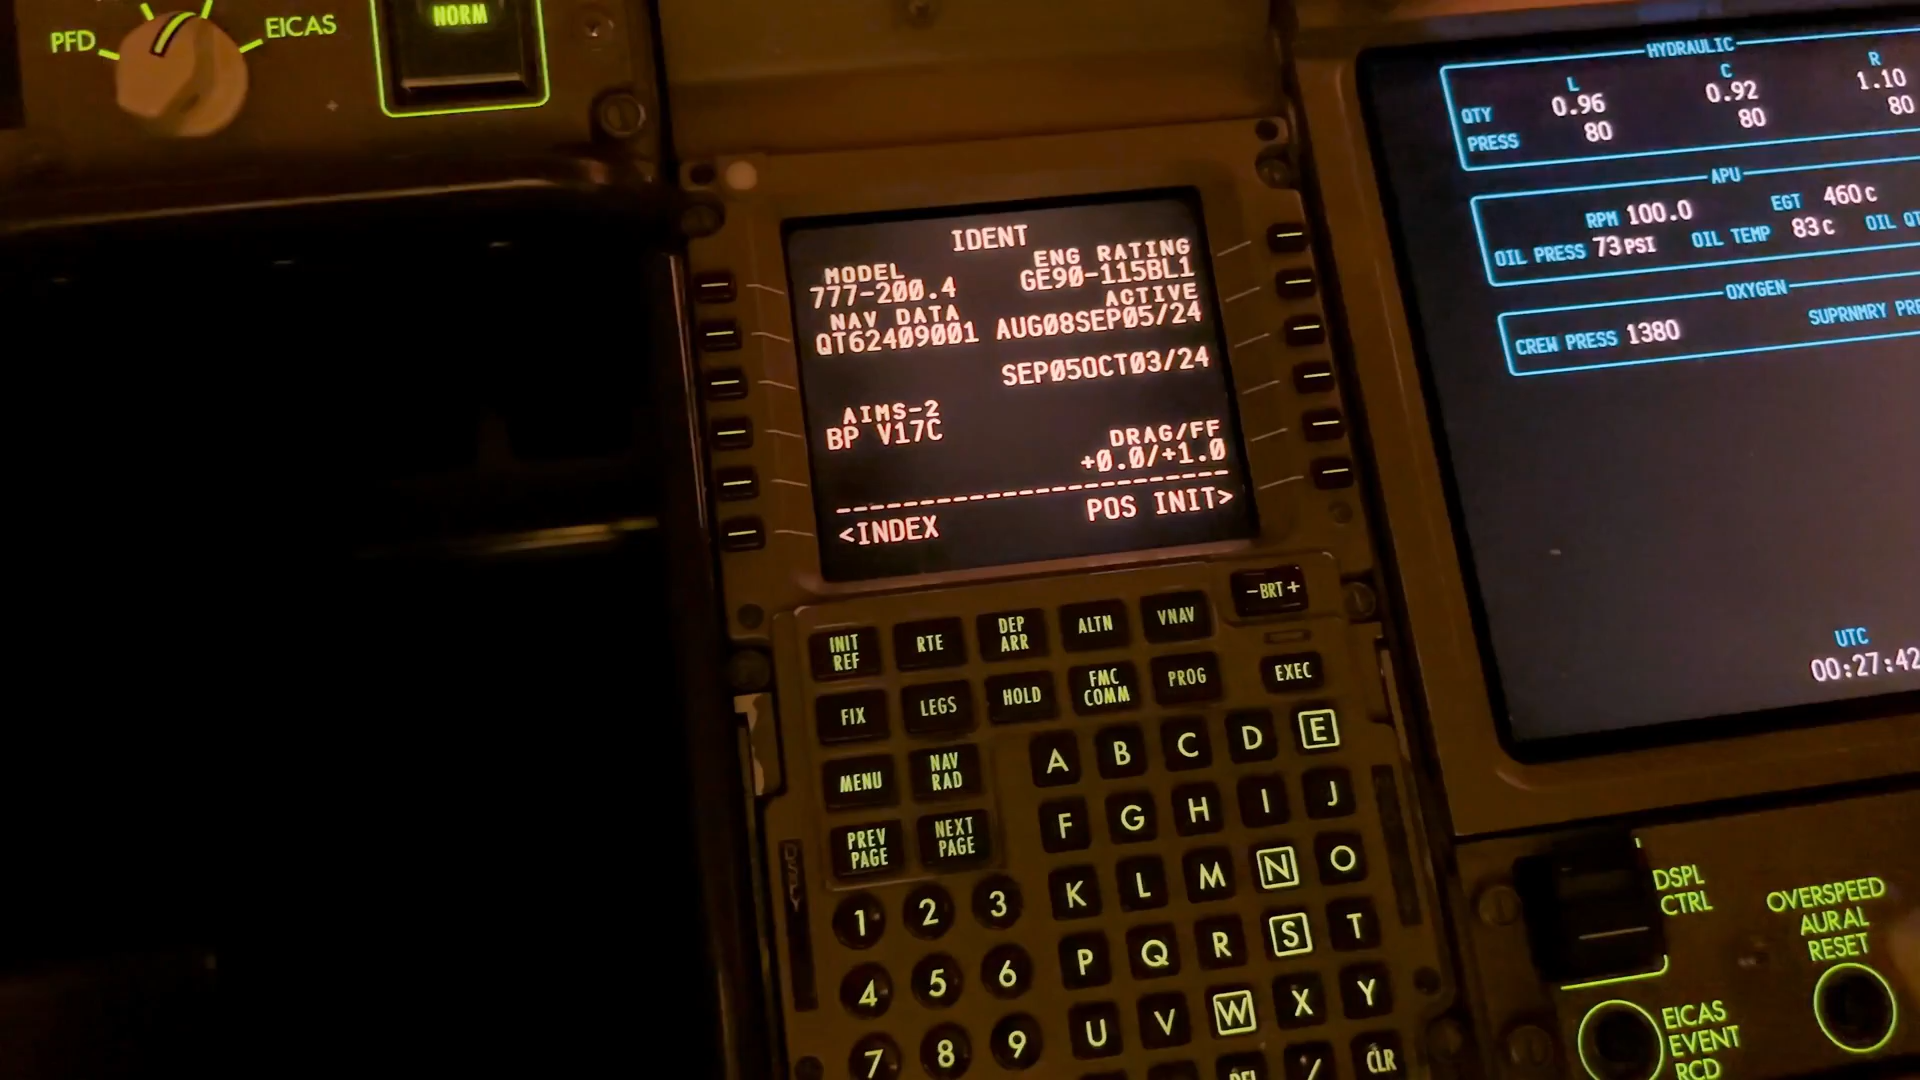 PFD
EICAS
NORM
IDENT
MODEL
ENG RATING
777-200.4
GE90-115BL1
NAV DATA
ACTIVE
QT62409001
AUG08SEP05/24
SEP05OCT03/24
AIMS-2
BP V17C
DRAG/FF
+0.0/+1.0
--------------------
<INDEX
POS INIT>
INIT REF
RTE
DEP ARR
ALTN
VNAV
-BRT+
FIX
LEGS
HOLD
FMC COMM
PROG
EXEC
MENU
NAV RAD
PREV PAGE
NEXT PAGE
A B C D E
F G H I J
K L M N O
P Q R S T
U V W X Y
/ CLR
1 2 3
4 5 6
7 8 9
HYDRAULIC
L C R
QTY 0.96 0.92 1.10
PRESS 80 80 80
APU
RPM 100.0 EGT 460 C
OIL PRESS 73 PSI OIL TEMP 83 C OIL
OXYGEN
CREW PRESS 1380 SUPRNMRY
UTC
00:27:42
DSPL
CTRL
OVERSPEED
AURAL
RESET
EICAS
EVENT
RCD